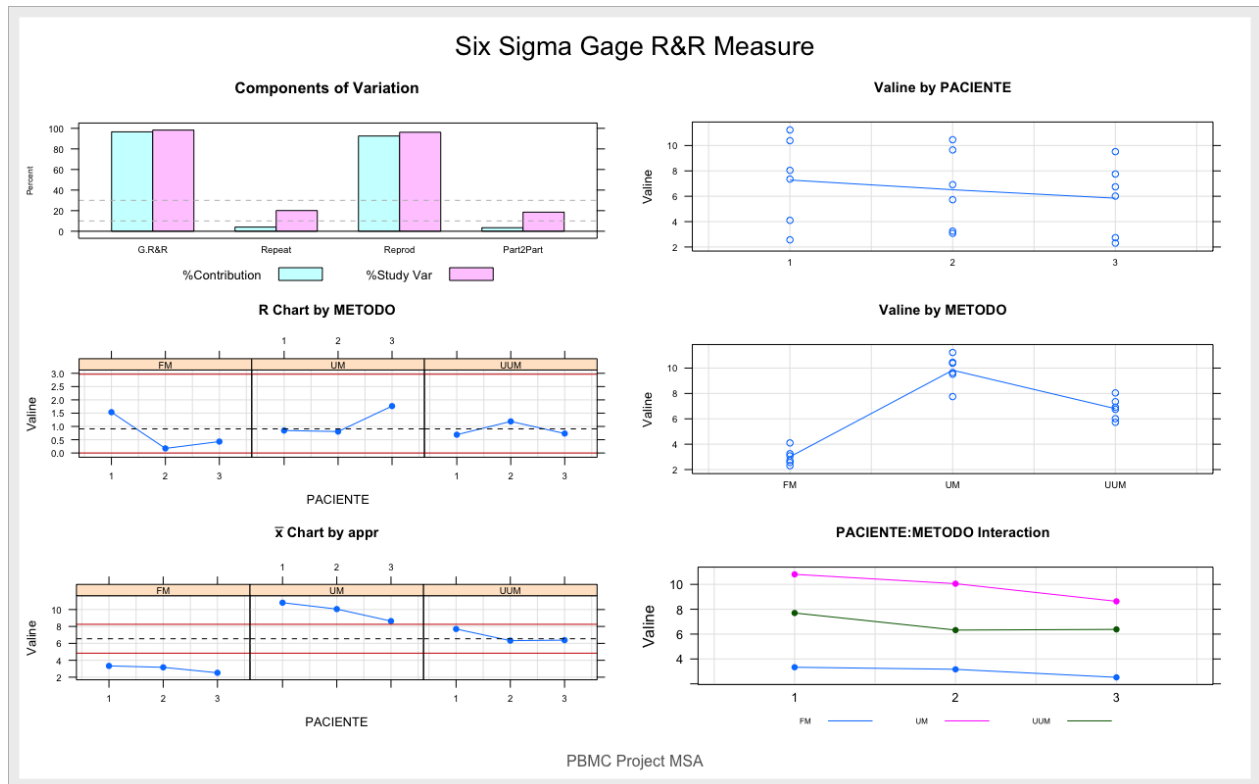 Six Sigma Gage R&R Measure
Components of Variation
Percent
100
80
60
40
20
0
G.R&R Repeat Reprod Part2Part
%Contribution %Study Var
Valine by PACIENTE
Valine
10
8
6
4
2
1 2 3
R Chart by METODO
1 2 3
FM UM UUM
Valine
3.0
2.5
2.0
1.5
1.0
0.5
0.0
1 2 3 1 2 3
PACIENTE
Valine by METODO
Valine
10
8
6
4
2
FM UM UUM
x̅ Chart by appr
1 2 3
FM UM UUM
Valine
10
8
6
4
2
1 2 3 1 2 3
PACIENTE
PACIENTE:METODO Interaction
Valine
10
8
6
4
1 2 3
FM UM UUM
PBMC Project MSA